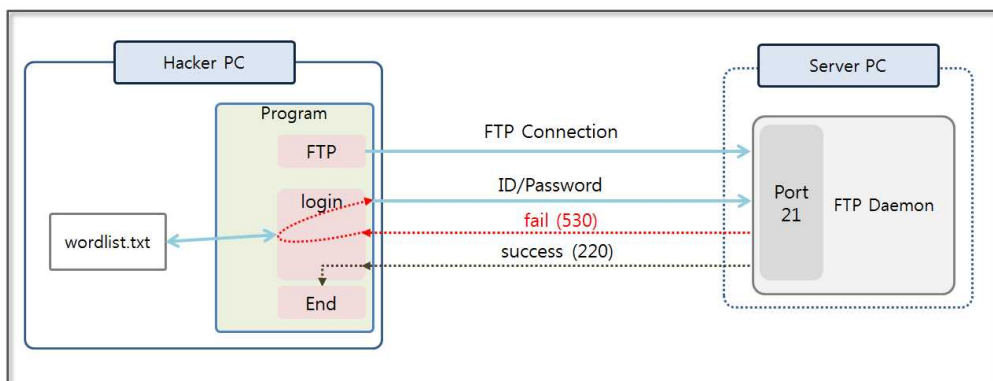 Hacker PC
Server PC
Program
FTP Connection
FTP
ID/Password
login
Port
21
FTP Daemon
fail (530)
wordlist.txt
success (220)
End